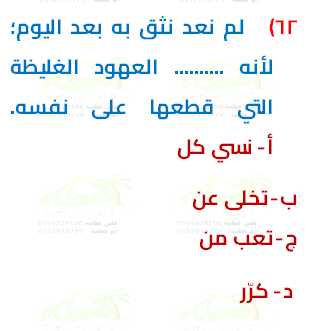 ٦٢) لم نعد نثق به بعد اليوم؛
لأنه .......... العهود الغليظة
التي قطعها على نفسه.
أ- نسي كل
ب- تخلى عن
ج- تعب من
د- كرّر